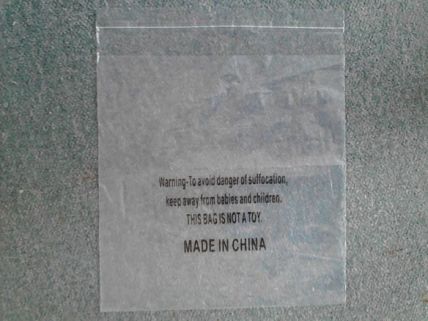 Warning-To avoid danger of suffocation,
keep away from babies and children.
THIS BAG IS NOT A TOY.
MADE IN CHINA